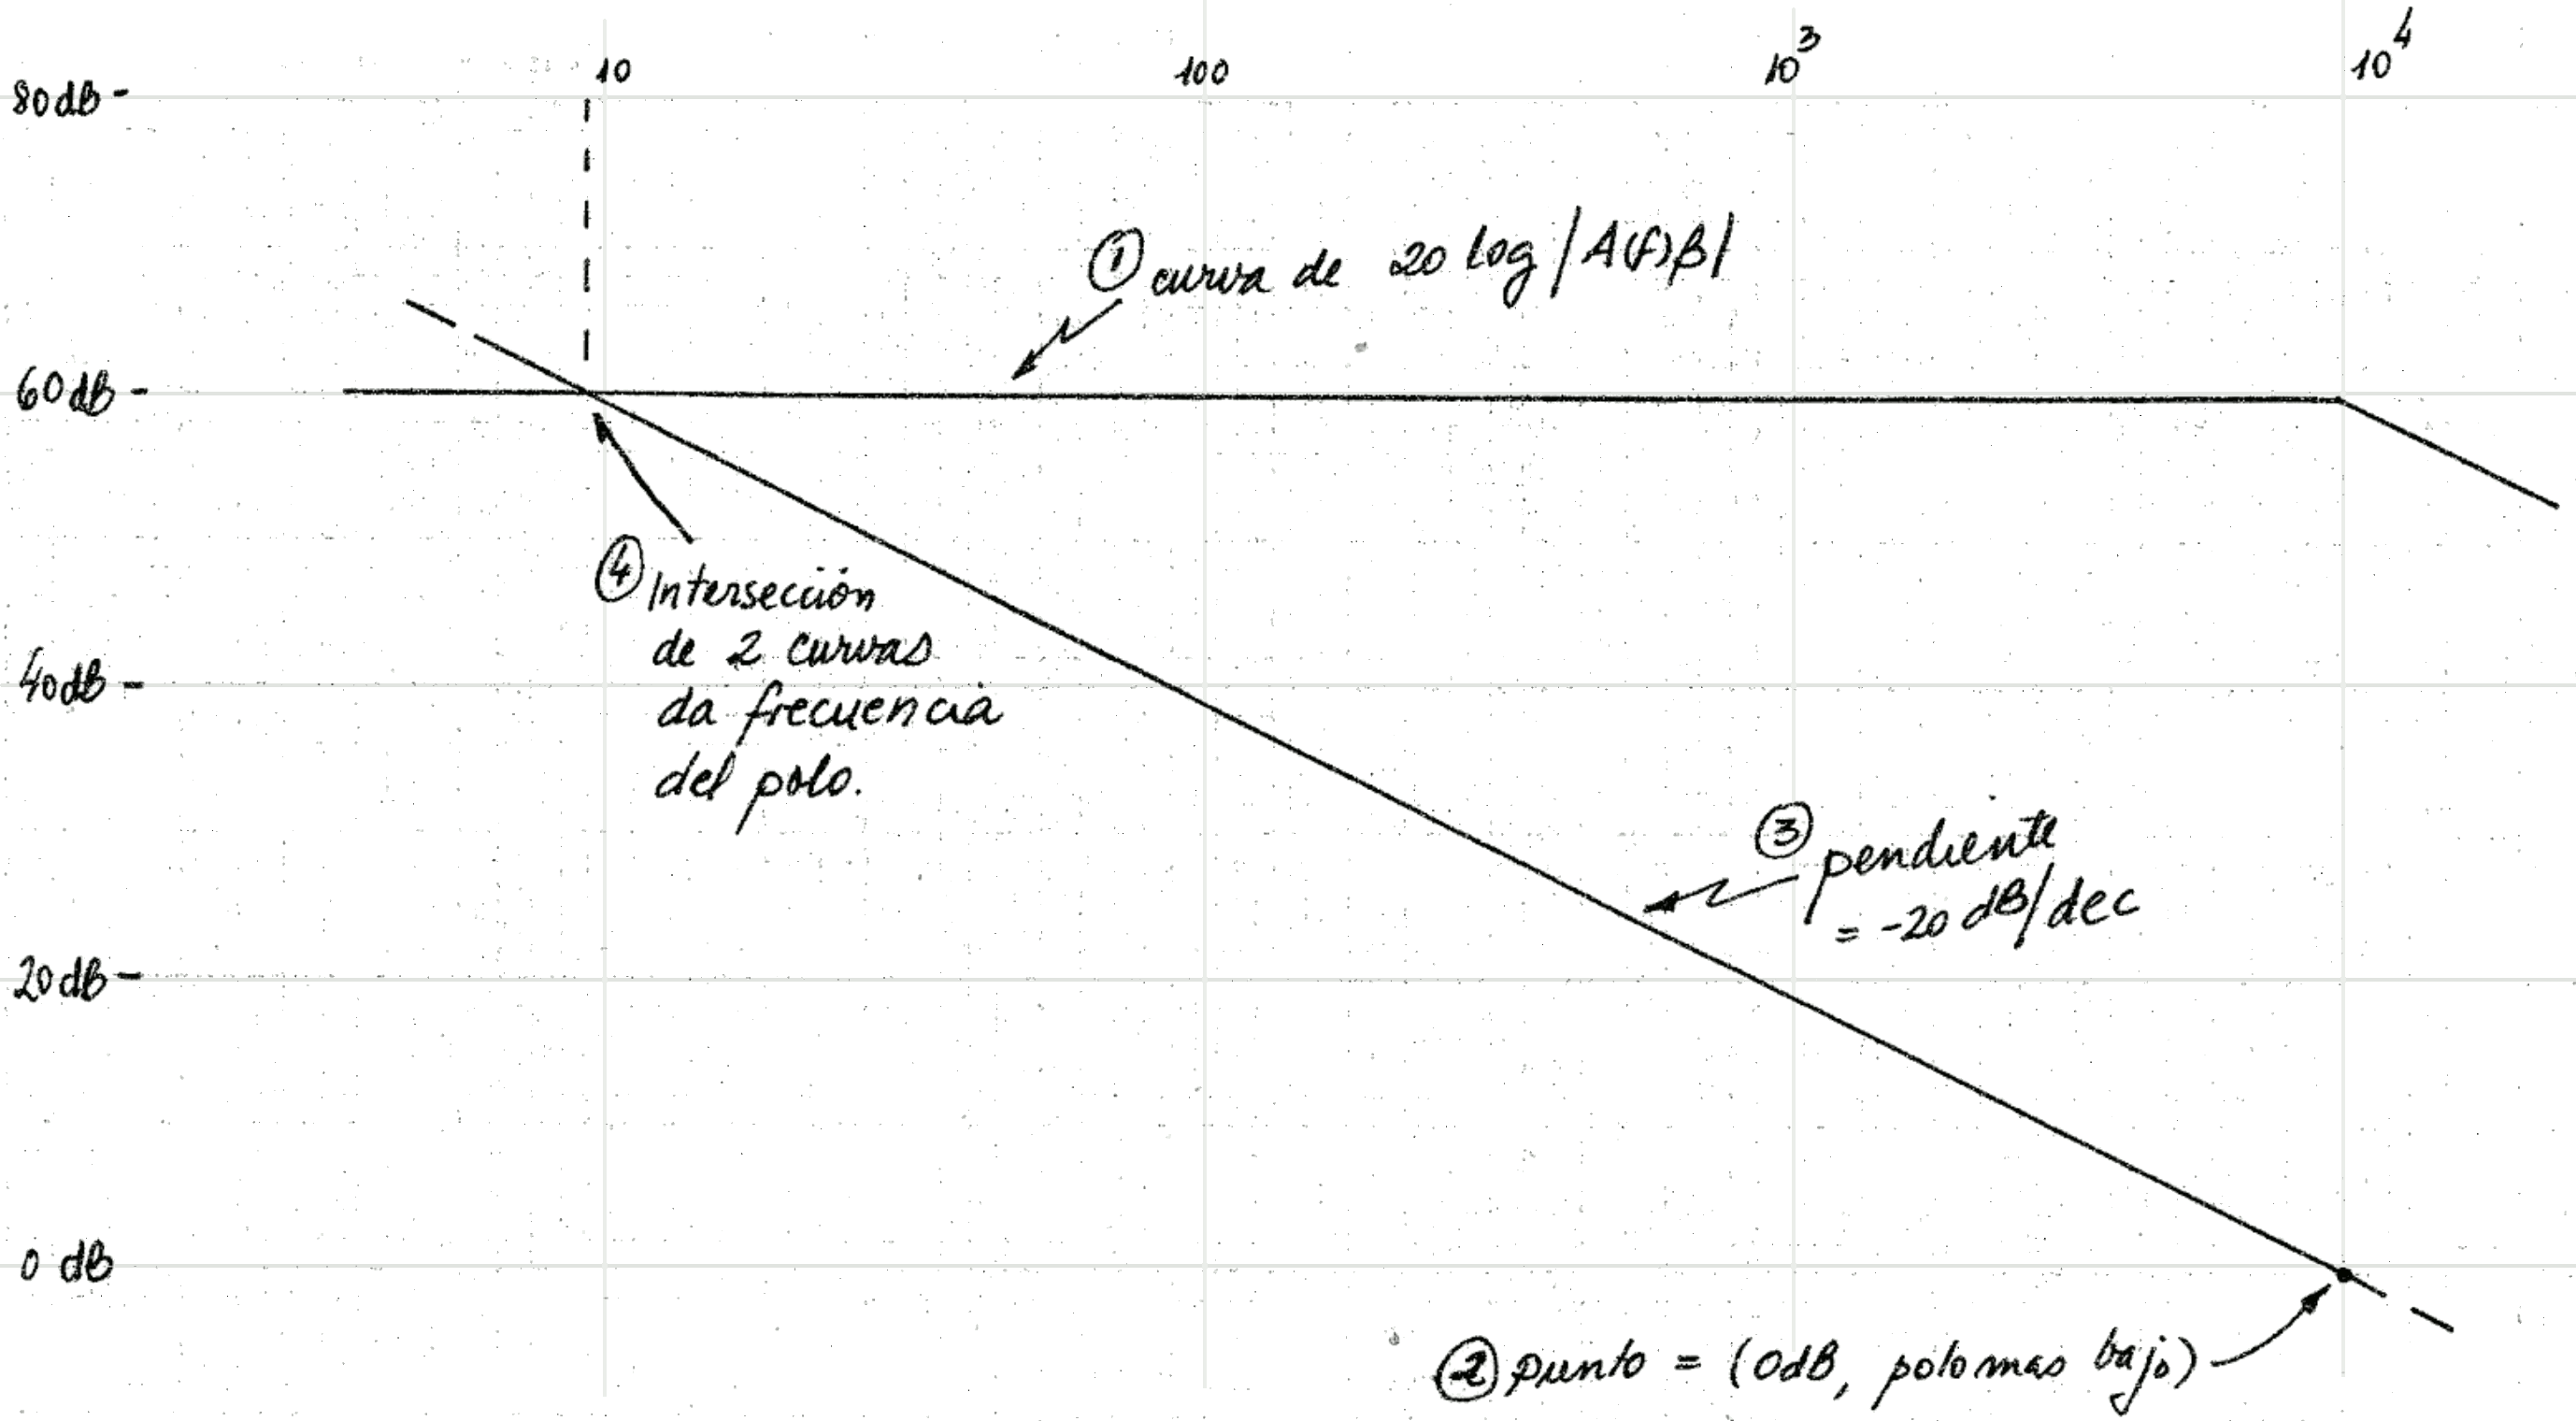 10 100 10³ 10⁴
80dB
① curva de 20 log |A(f)β|
60dB
④ Intersección
de 2 curvas
da frecuencia
del polo.
40dB
③ pendiente
= -20 dB/dec
20dB
0 dB
② punto = (0dB, polo mas bajo)